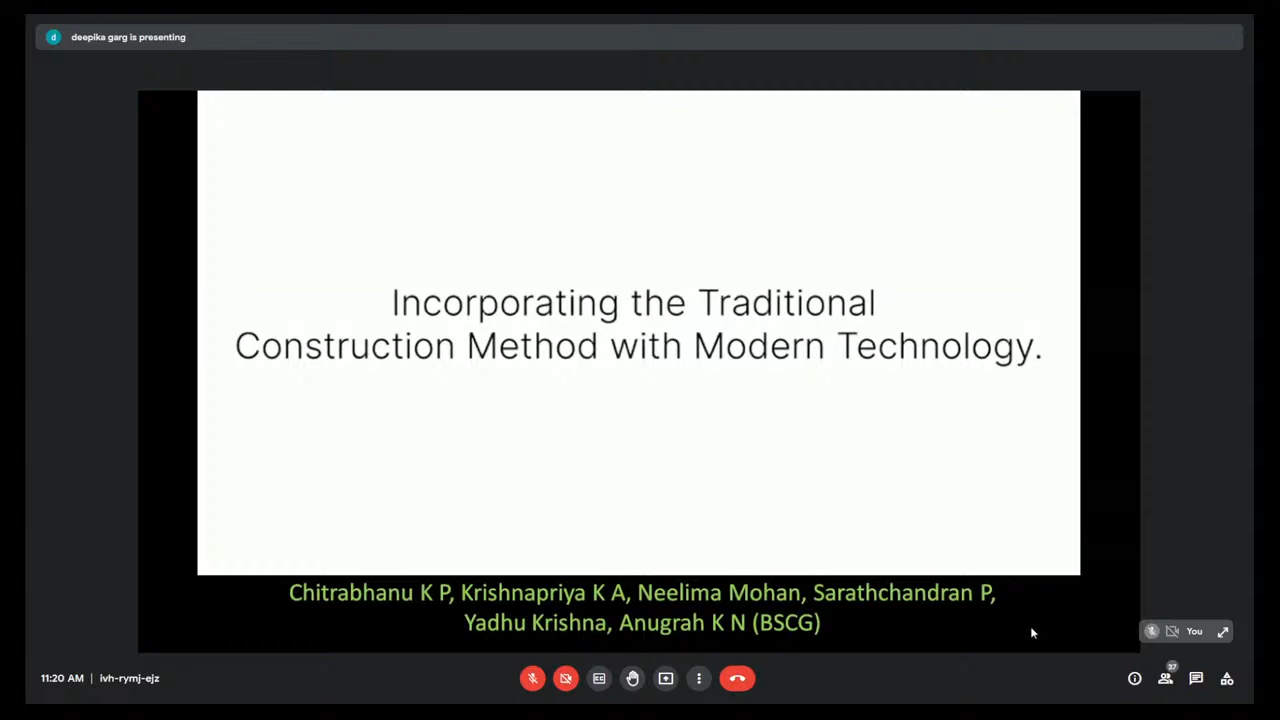 d deepika garg is presenting
Incorporating the Traditional
Construction Method with Modern Technology.
Chitrabhanu K P, Krishnapriya K A, Neelima Mohan, Sarathchandran P,
Yadhu Krishna, Anugrah K N (BSCG)
You
37
11:20 AM | ivh-rymj-ejz